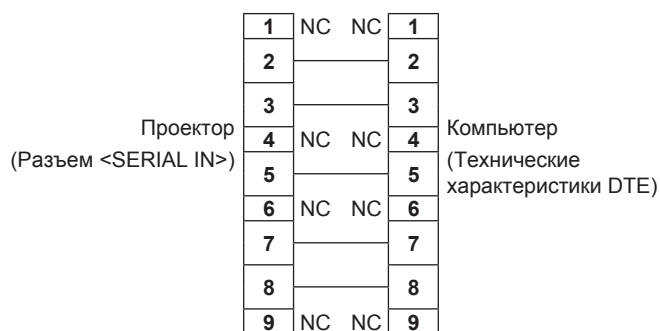 1 NC NC 1
2 2
3 3
Проектор
(Разъем <SERIAL IN>)
4 NC NC 4
Компьютер
(Технические
характеристики DTE)
5 5
6 NC NC 6
7 7
8 8
9 NC NC 9